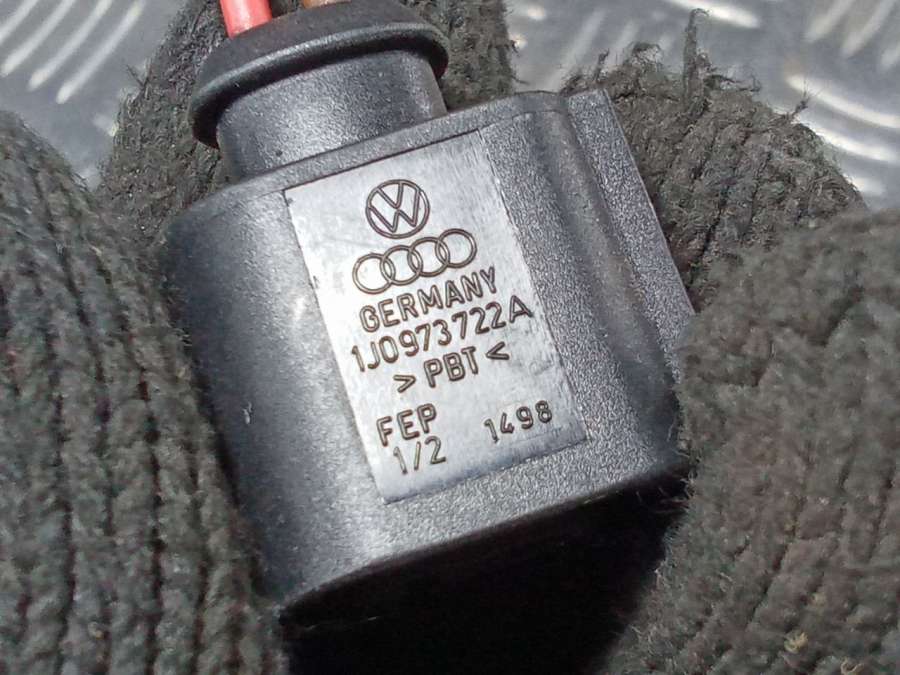 GERMANY
1J0973722A
> PBT <
FEP
1/2 1498